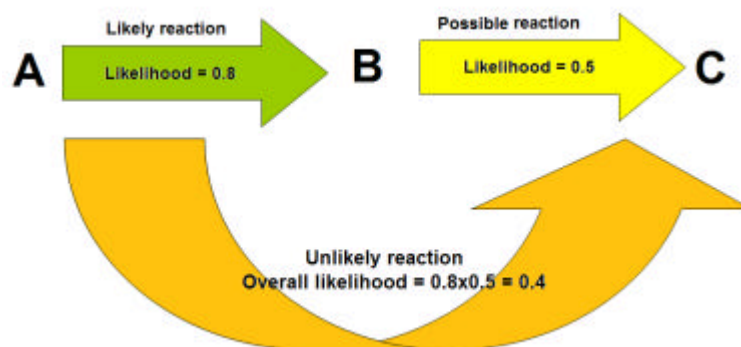 Likely reaction
Possible reaction
A
Likelihood = 0.8
B
Likelihood = 0.5
C
Unlikely reaction
Overall likelihood = 0.8x0.5 = 0.4